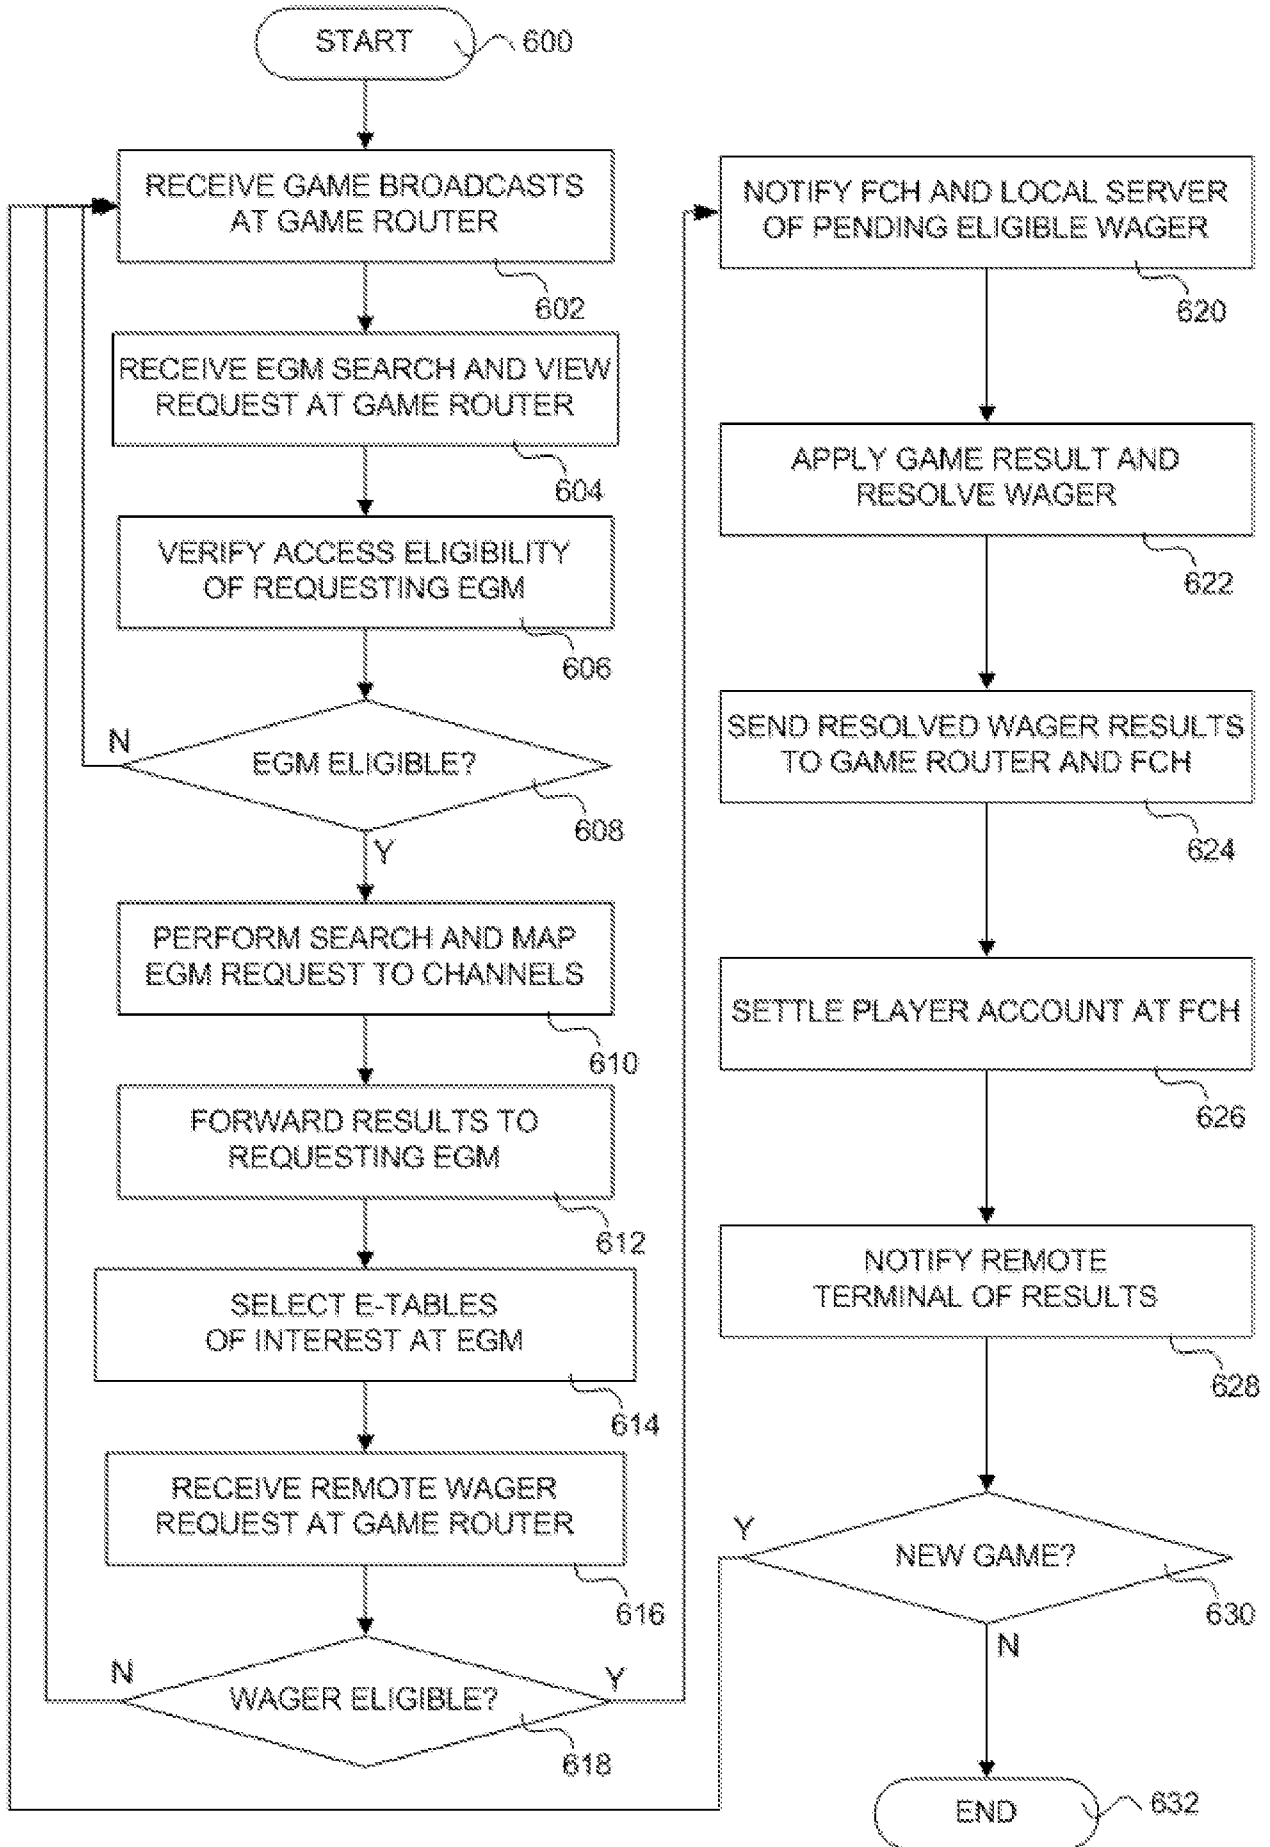 START
600
RECEIVE GAME BROADCASTS
AT GAME ROUTER
602
RECEIVE EGM SEARCH AND VIEW
REQUEST AT GAME ROUTER
604
VERIFY ACCESS ELIGIBILITY
OF REQUESTING EGM
606
N
EGM ELIGIBLE?
608
Y
PERFORM SEARCH AND MAP
EGM REQUEST TO CHANNELS
610
FORWARD RESULTS TO
REQUESTING EGM
612
SELECT E-TABLES
OF INTEREST AT EGM
614
RECEIVE REMOTE WAGER
REQUEST AT GAME ROUTER
616
N
WAGER ELIGIBLE?
Y
618
NOTIFY FCH AND LOCAL SERVER
OF PENDING ELIGIBLE WAGER
620
APPLY GAME RESULT AND
RESOLVE WAGER
622
SEND RESOLVED WAGER RESULTS
TO GAME ROUTER AND FCH
624
SETTLE PLAYER ACCOUNT AT FCH
626
NOTIFY REMOTE
TERMINAL OF RESULTS
628
Y
NEW GAME?
630
N
END
632